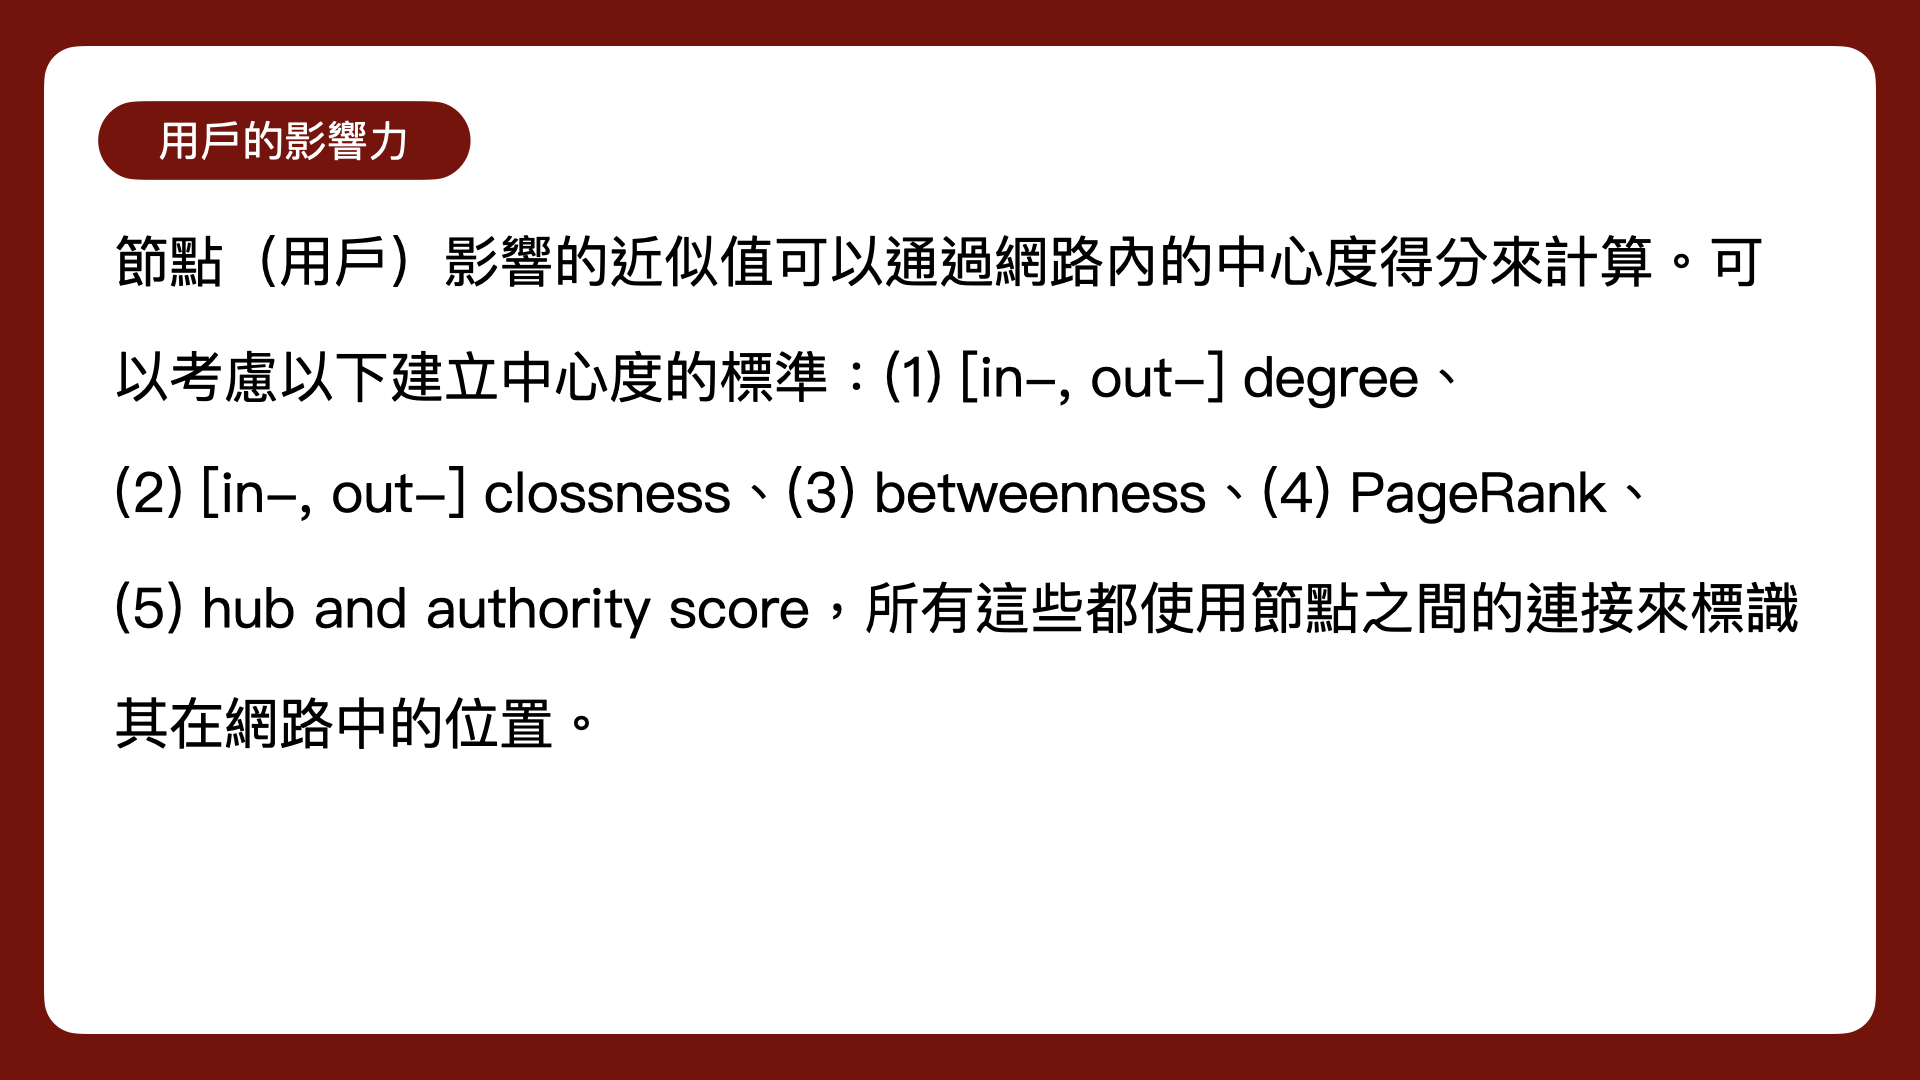 用戶的影響力
節點（用戶）影響的近似值可以通過網路內的中心度得分來計算。可
以考慮以下建立中心度的標準：(1) [in-, out-] degree、
(2) [in-, out-] clossness、(3) betweenness、(4) PageRank、
(5) hub and authority score，所有這些都使用節點之間的連接來標識
其在網路中的位置。